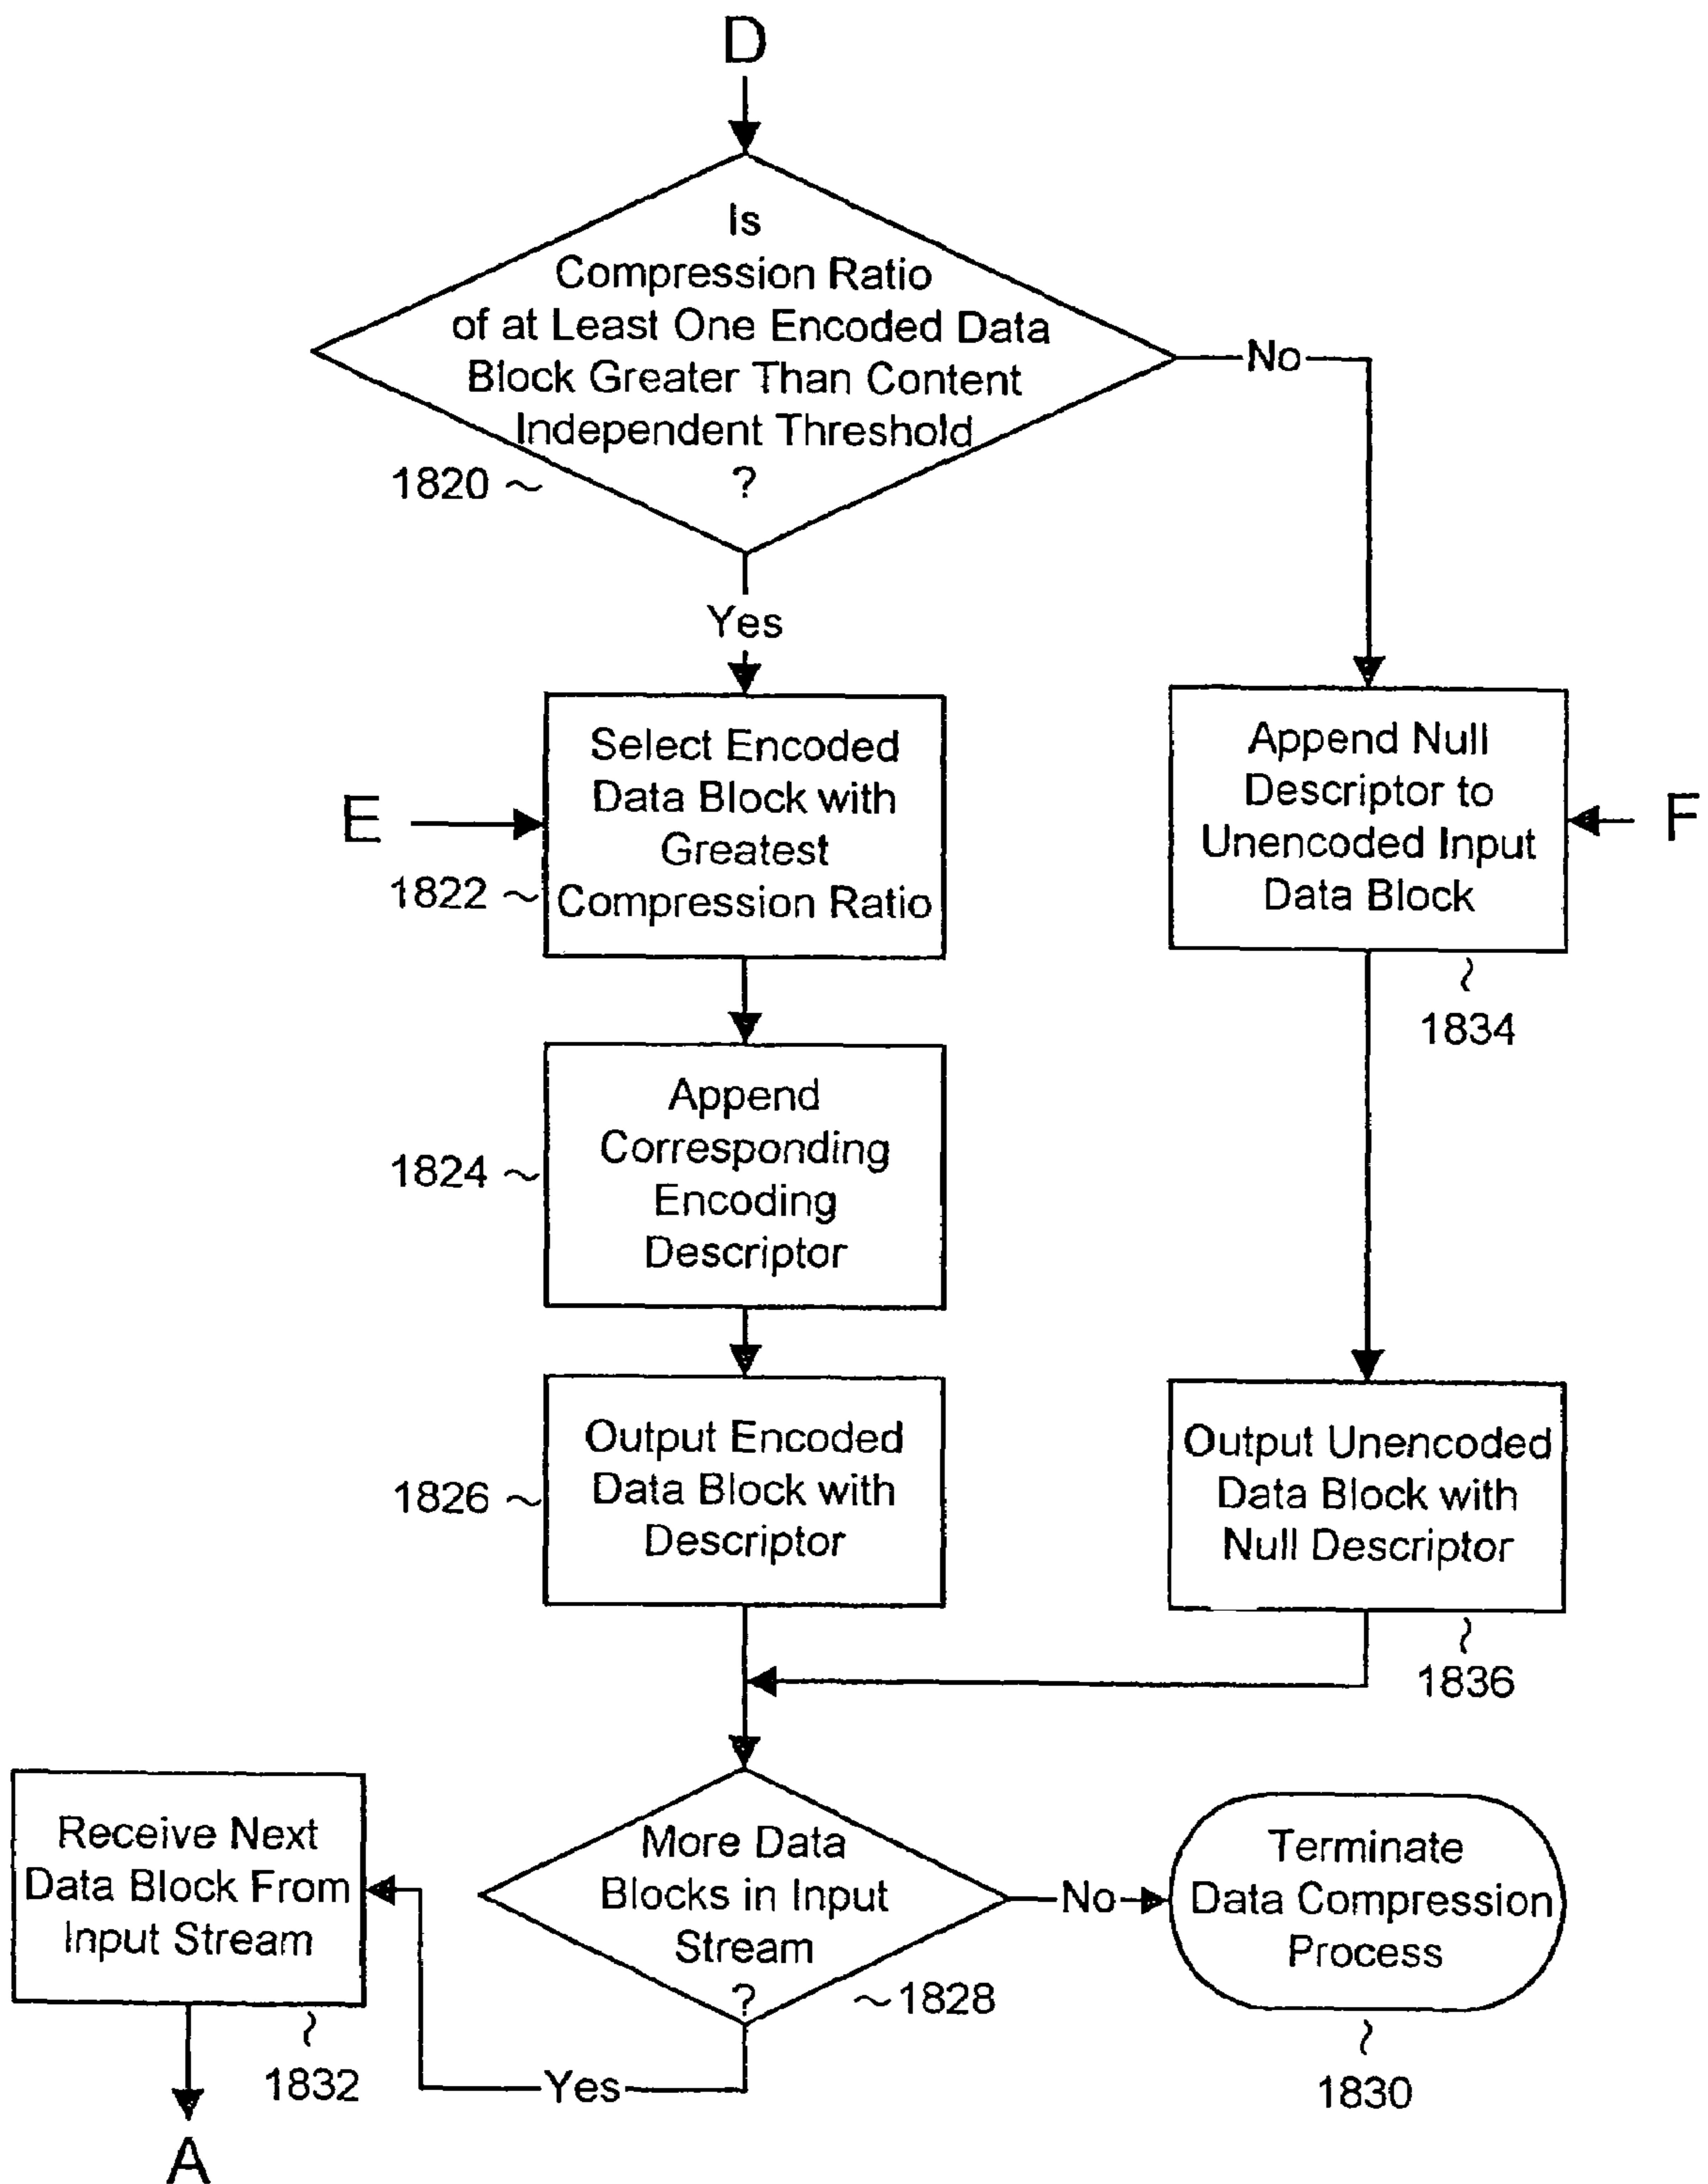 D
Is
Compression Ratio
of at Least One Encoded Data
Block Greater Than Content
Independent Threshold
?
1820
No
Yes
Select Encoded
Data Block with
Greatest
Compression Ratio
E
1822
Append Null
Descriptor to
Unencoded Input
Data Block
F
1834
Append
Corresponding
Encoding
Descriptor
1824
Output Encoded
Data Block with
Descriptor
1826
Output Unencoded
Data Block with
Null Descriptor
1836
Receive Next
Data Block From
Input Stream
1832
More Data
Blocks in Input
Stream
?
1828
No
Terminate
Data Compression
Process
1830
Yes
A